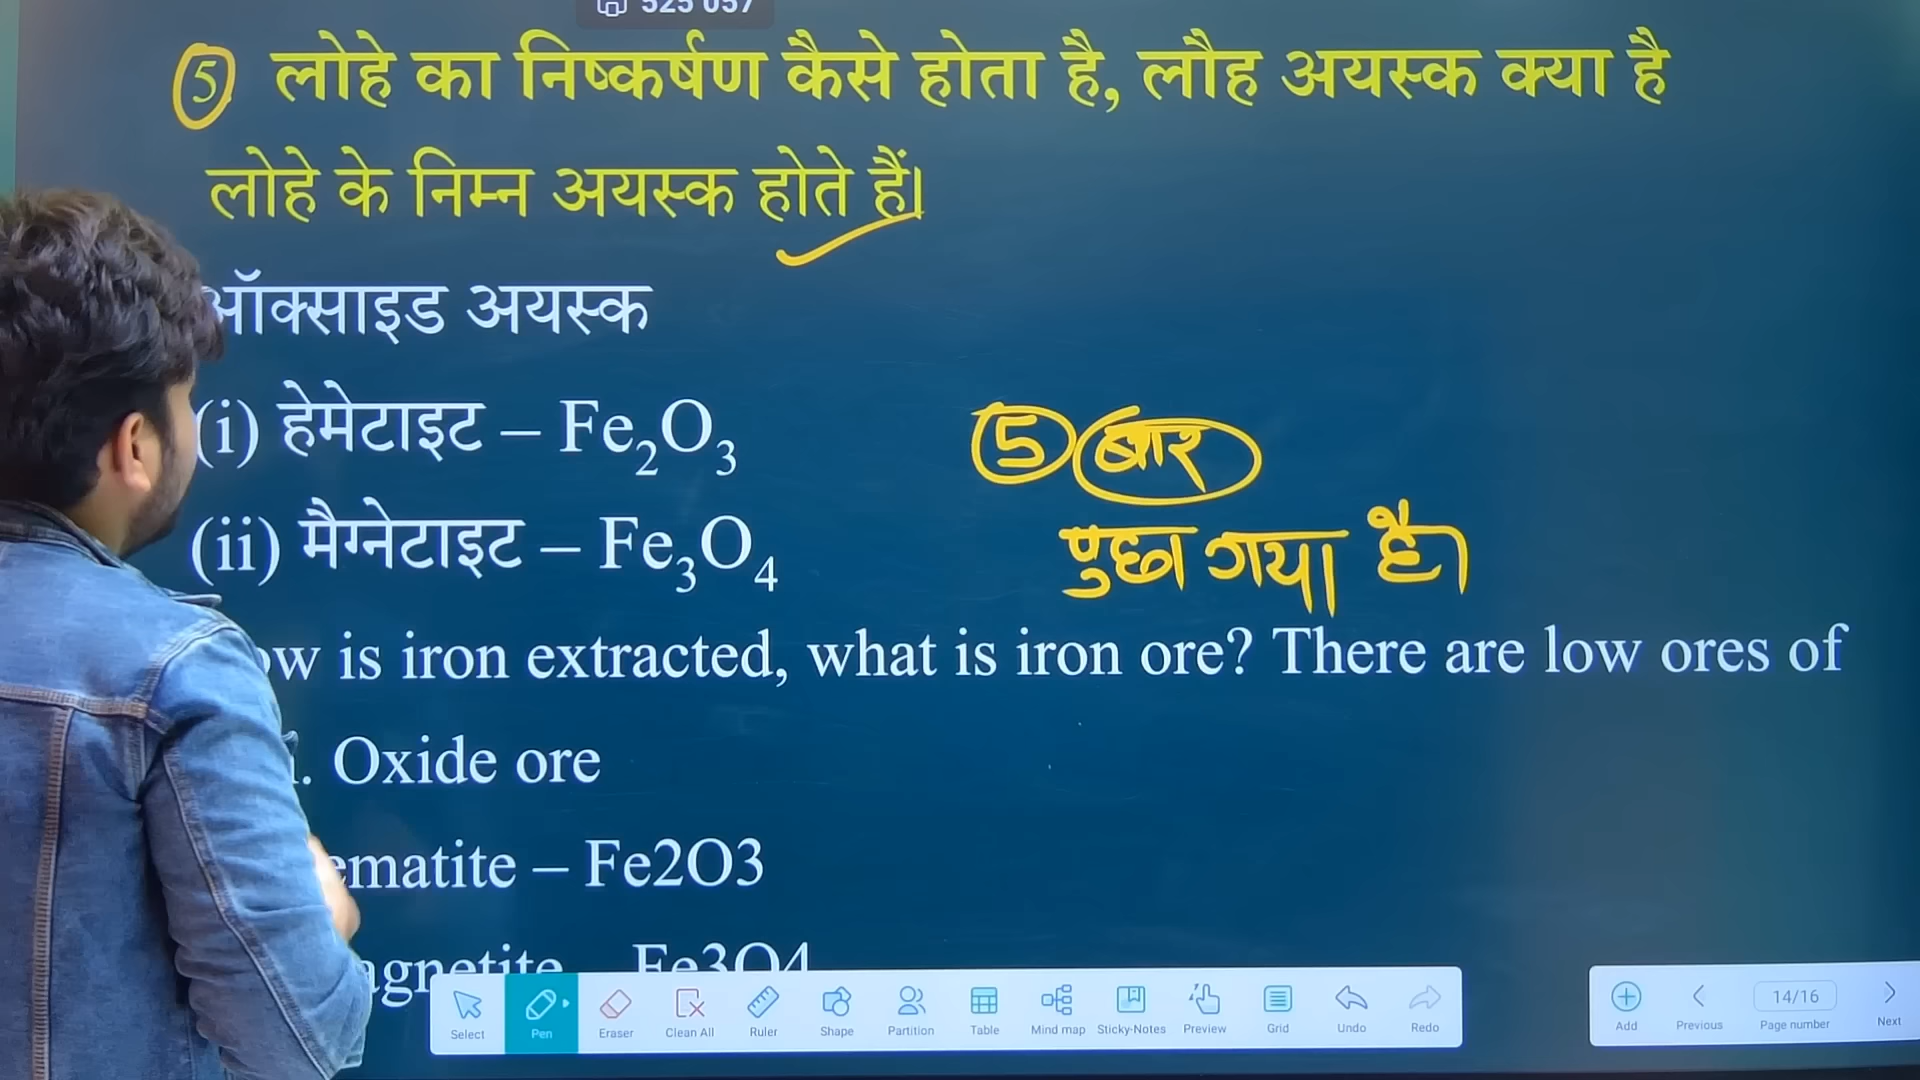 525 057
5 लोहे का निष्कर्षण कैसे होता है, लौह अयस्क क्या है
लोहे के निम्न अयस्क होते हैं।
ऑक्साइड अयस्क
(i) हेमेटाइट – Fe₂O₃
5 बार
(ii) मैग्नेटाइट – Fe₃O₄
पुछा गया है।
is iron extracted, what is iron ore? There are low ores of
Oxide ore
ematite – Fe2O3
agnetite Fe3O4
Select Pen Eraser Clean All Ruler Shape Partition Table Mind map Sticky-Notes Preview Grid Undo Redo
14/16
Add Previous Page number Next